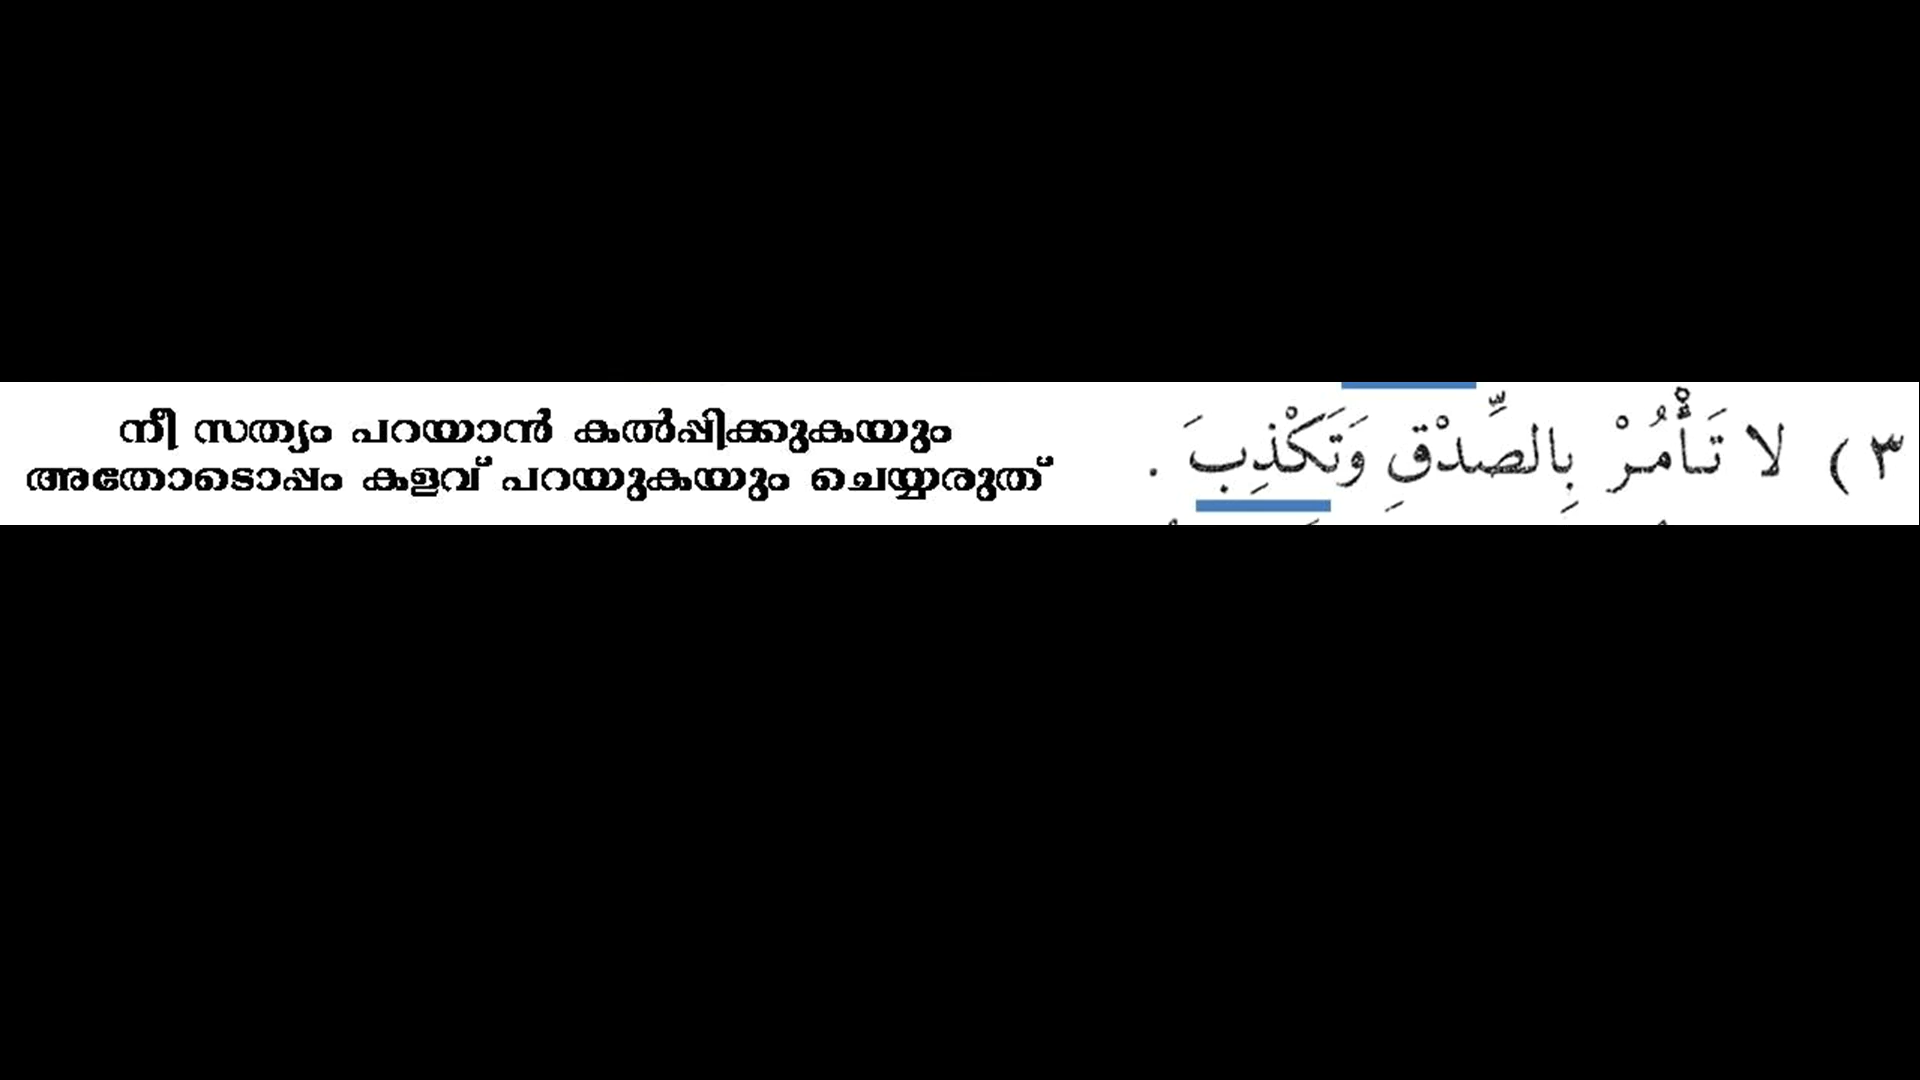 نീ സത്യം പറയാൻ കൽപ്പിക്കുകയും
അതോടൊപ്പം കളവ് പറയുകയും ചെയ്യരുത്
٣) لا تَأْمُرْ بِالصِّدْقِ وَتَكْذِبَ .